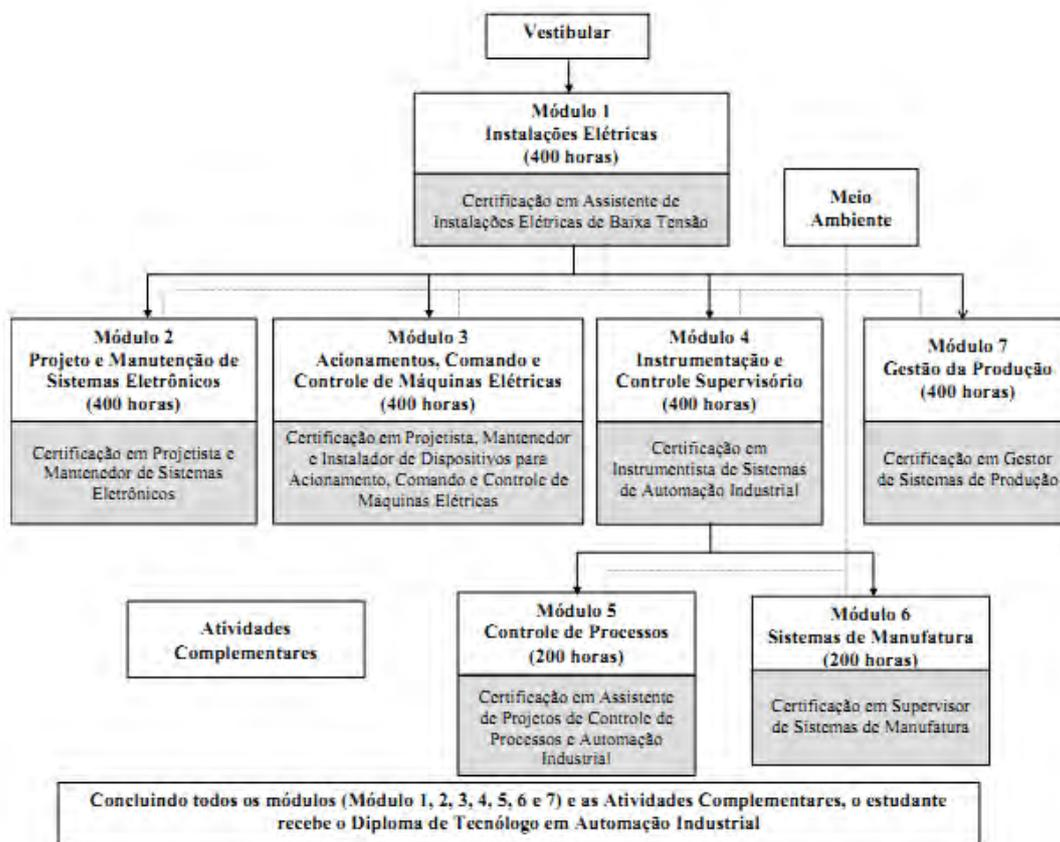 Vestibular
Módulo 1
Instalações Elétricas
(400 horas)
Certificação em Assistente de
Instalações Elétricas de Baixa Tensão
Meio
Ambiente
Módulo 2
Projeto e Manutenção de
Sistemas Eletrônicos
(400 horas)
Certificação em Projetista e
Mantenedor de Sistemas
Eletrônicos
Módulo 3
Acionamentos, Comando e
Controle de Máquinas Elétricas
(400 horas)
Certificação em Projetista, Mantenedor
e Instalador de Dispositivos para
Acionamento, Comando e Controle de
Máquinas Elétricas
Módulo 4
Instrumentação e
Controle Supervisório
(400 horas)
Certificação em
Instrumentista de Sistemas
de Automação Industrial
Módulo 7
Gestão da Produção
(400 horas)
Certificação em Gestor
de Sistemas de Produção
Atividades
Complementares
Módulo 5
Controle de Processos
(200 horas)
Certificação em Assistente
de Projetos de Controle de
Processos e Automação
Industrial
Módulo 6
Sistemas de Manufatura
(200 horas)
Certificação em Supervisor
de Sistemas de Manufatura
Concluindo todos os módulos (Módulo 1, 2, 3, 4, 5, 6 e 7) e as Atividades Complementares, o estudante
recebe o Diploma de Tecnólogo em Automação Industrial